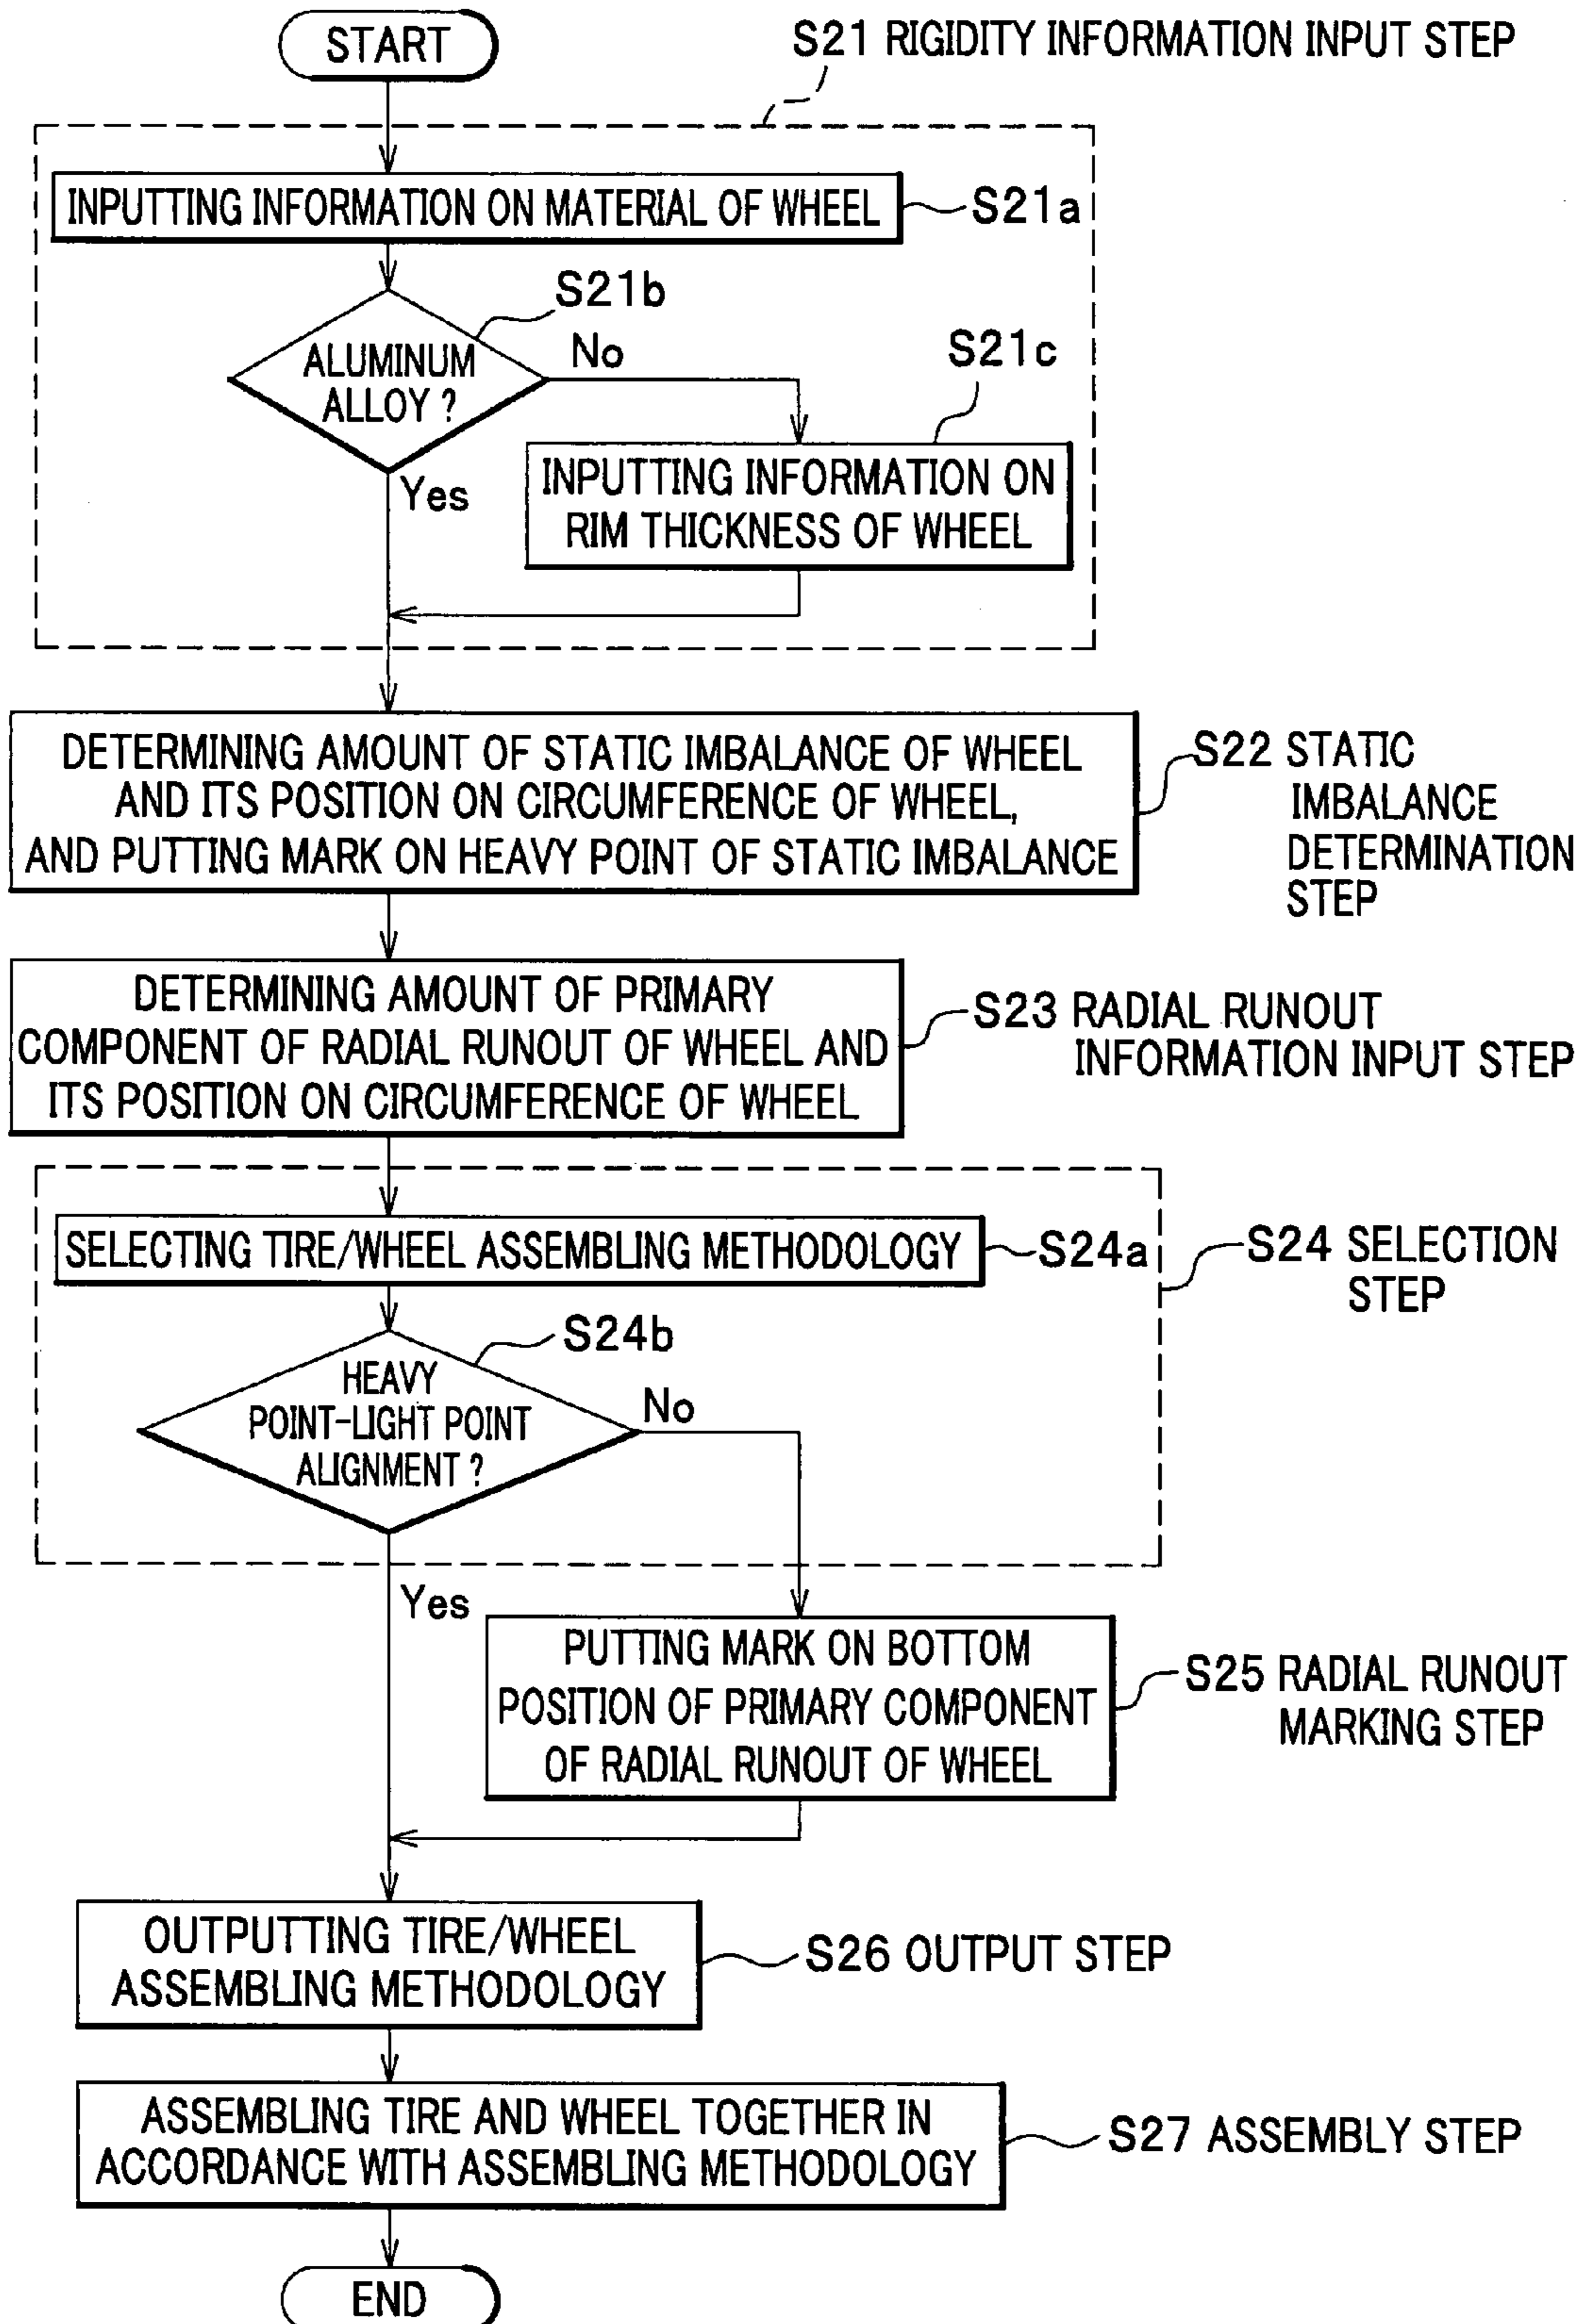 START
S21 RIGIDITY INFORMATION INPUT STEP
INPUTTING INFORMATION ON MATERIAL OF WHEEL
S21a
S21b
ALUMINUM
ALLOY ?
No
Yes
S21c
INPUTTING INFORMATION ON
RIM THICKNESS OF WHEEL
DETERMINING AMOUNT OF STATIC IMBALANCE OF WHEEL
AND ITS POSITION ON CIRCUMFERENCE OF WHEEL,
AND PUTTING MARK ON HEAVY POINT OF STATIC IMBALANCE
S22 STATIC
IMBALANCE
DETERMINATION
STEP
DETERMINING AMOUNT OF PRIMARY
COMPONENT OF RADIAL RUNOUT OF WHEEL AND
ITS POSITION ON CIRCUMFERENCE OF WHEEL
S23 RADIAL RUNOUT
INFORMATION INPUT STEP
SELECTING TIRE/WHEEL ASSEMBLING METHODOLOGY
S24a
S24 SELECTION
STEP
S24b
HEAVY
POINT-LIGHT POINT
ALIGNMENT ?
No
Yes
PUTTING MARK ON BOTTOM
POSITION OF PRIMARY COMPONENT
OF RADIAL RUNOUT OF WHEEL
S25 RADIAL RUNOUT
MARKING STEP
OUTPUTTING TIRE/WHEEL
ASSEMBLING METHODOLOGY
S26 OUTPUT STEP
ASSEMBLING TIRE AND WHEEL TOGETHER IN
ACCORDANCE WITH ASSEMBLING METHODOLOGY
S27 ASSEMBLY STEP
END